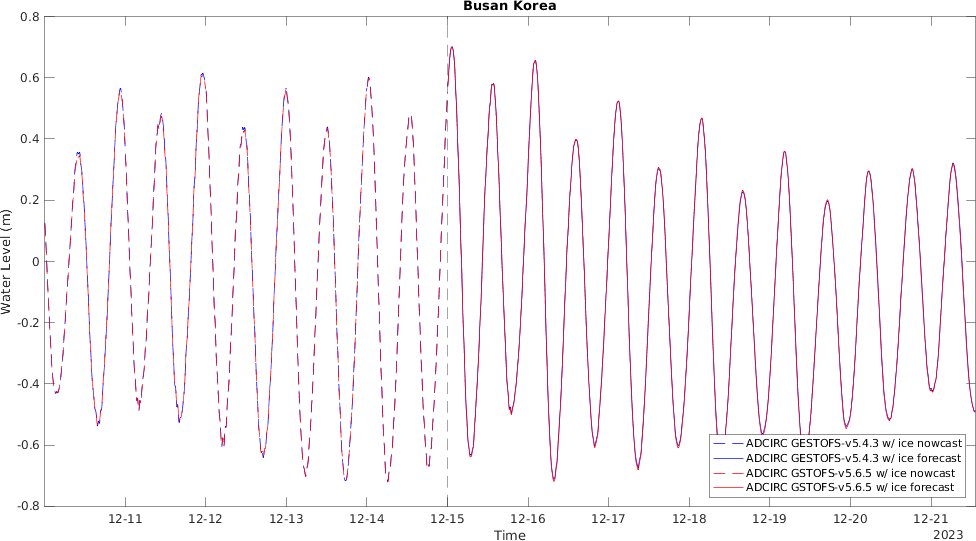 Busan Korea
0.8
0.6
0.4
0.2
0
-0.2
-0.4
-0.6
-0.8
Water Level (m)
12-11 12-12 12-13 12-14 12-15 12-16 12-17 12-18 12-19 12-20 12-21
Time
2023
ADCIRC GESTOFS-v5.4.3 w/ ice nowcast
ADCIRC GESTOFS-v5.4.3 w/ ice forecast
ADCIRC GSTOFS-v5.6.5 w/ ice nowcast
ADCIRC GSTOFS-v5.6.5 w/ ice forecast